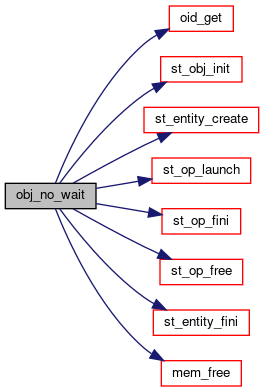 oid_get
st_obj_init
st_entity_create
st_op_launch
obj_no_wait
st_op_fini
st_op_free
st_entity_fini
mem_free